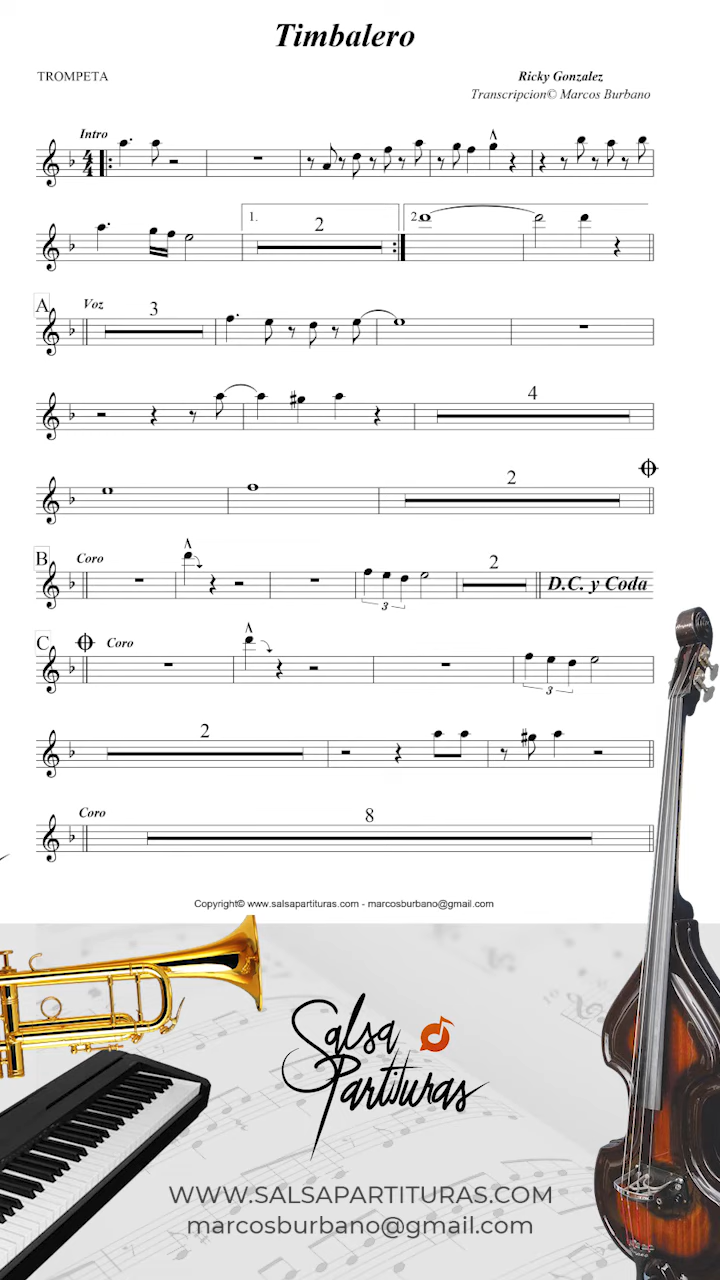 Timbalero
TROMPETA
Ricky Gonzalez
Transcripcion© Marcos Burbano
Intro
4
4
1.
2
2.
A
Voz
3
4
2
B
Coro
3
2
D.C. y Coda
C
Coro
3
2
Coro
8
Copyright© www.salsapartituras.com - marcosburbano@gmail.com
Salsa
Partituras
WWW.SALSAPARTITURAS.COM
marcosburbano@gmail.com